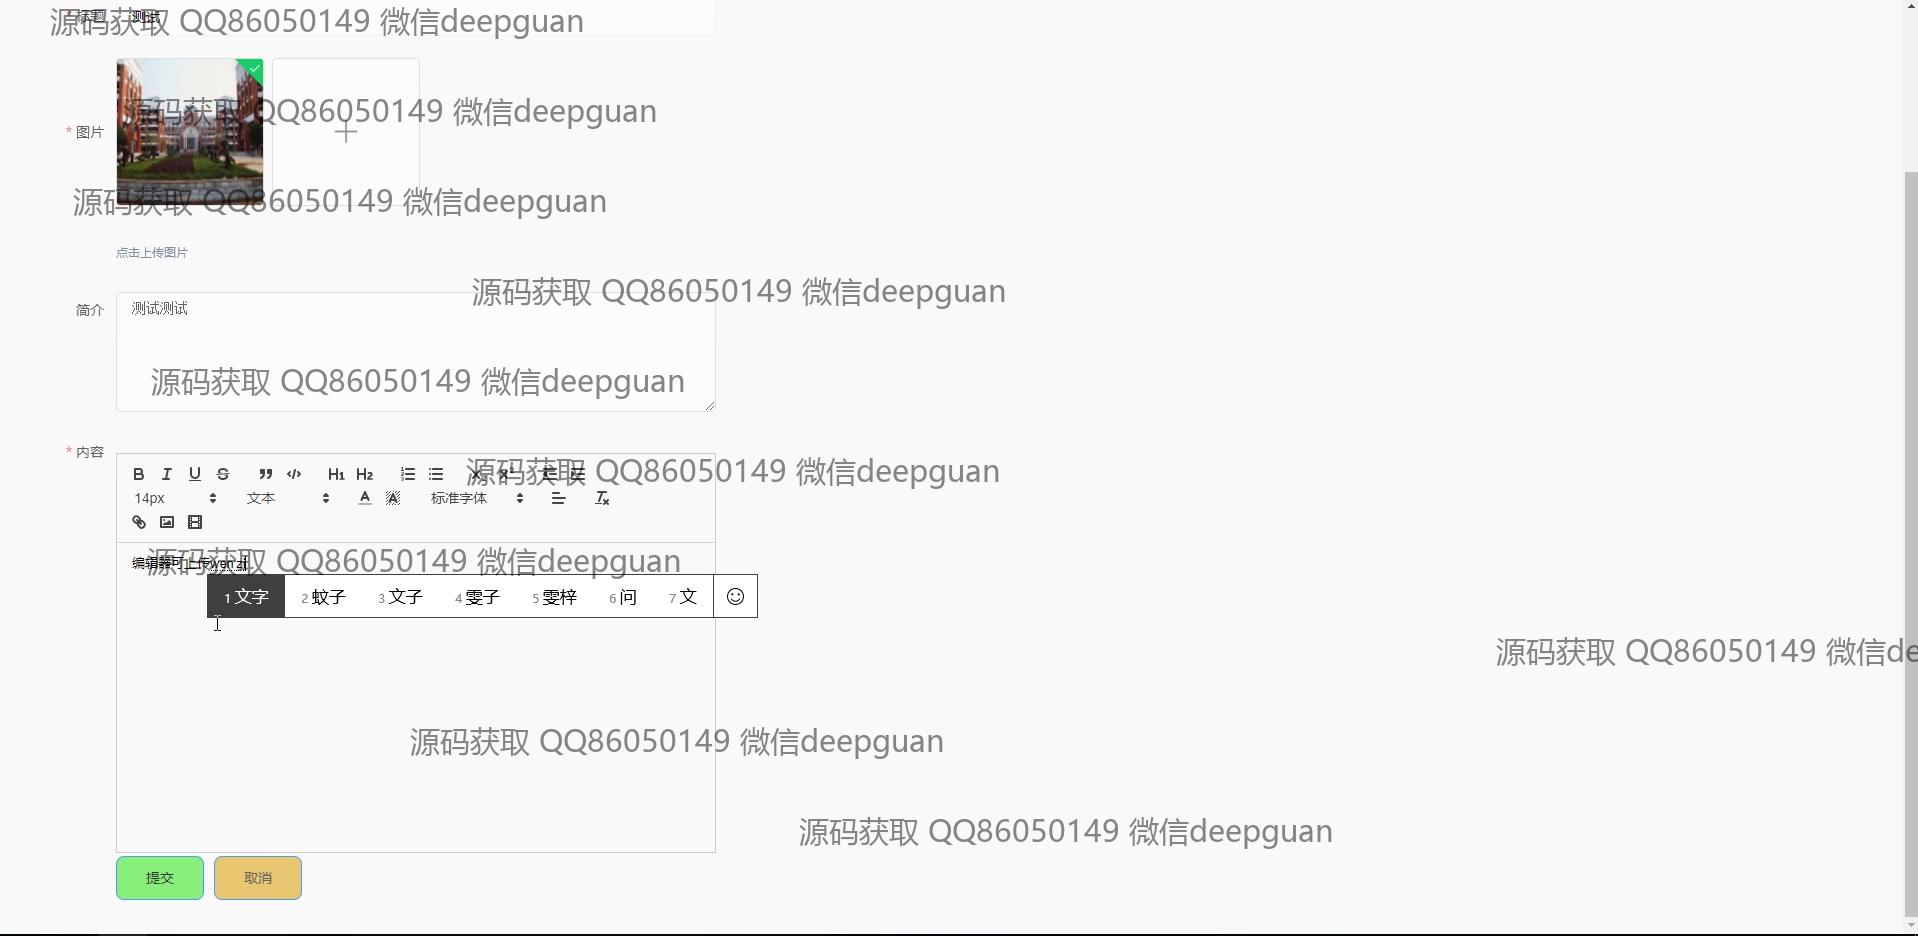 * 标题 测试
源码获取 QQ86050149 微信deepguan
源码获取 QQ86050149 微信deepguan
* 图片
源码获取 QQ86050149 微信deepguan
点击上传图片
源码获取 QQ86050149 微信deepguan
简介 测试测试
源码获取 QQ86050149 微信deepguan
* 内容
源码获取 QQ86050149 微信deepguan
B I U S H1 H2
14px 文本 A A 标准字体
编辑器可上传wenzi
源码获取 QQ86050149 微信deepguan
1 文字 2 蚊子 3 文子 4 雯子 5 雯梓 6 问 7 文
源码获取 QQ86050149 微信de
源码获取 QQ86050149 微信deepguan
源码获取 QQ86050149 微信deepguan
提交 取消